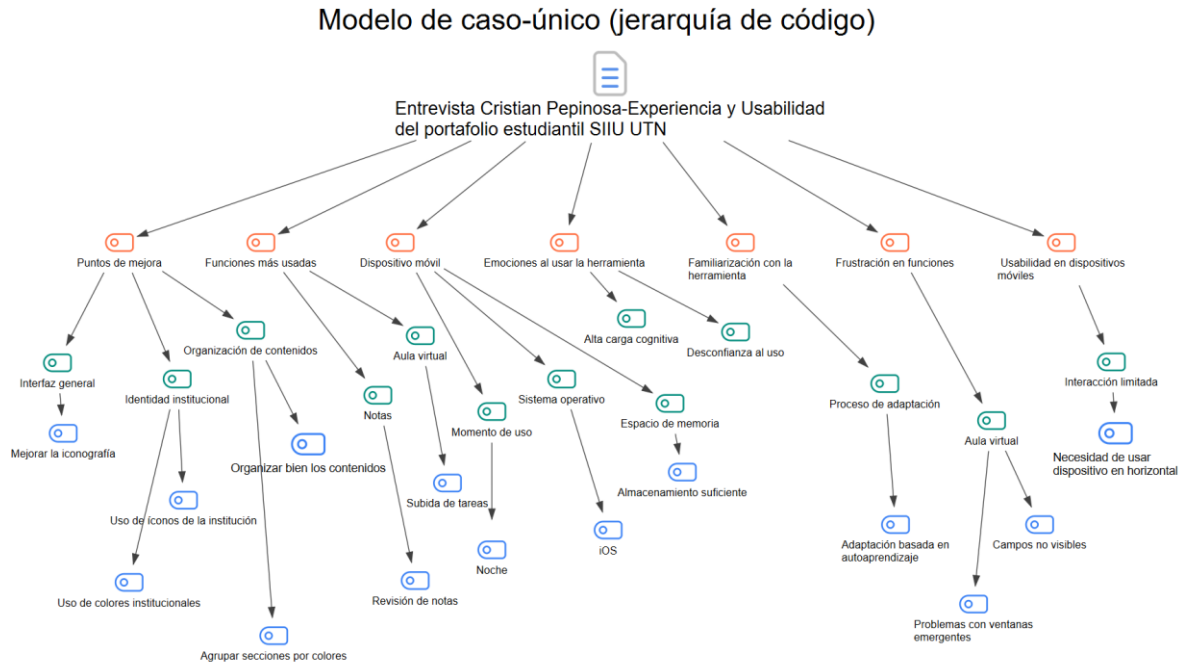 Modelo de caso-único (jerarquía de código)
Entrevista Cristian Pepinosa-Experiencia y Usabilidad
del portafolio estudiantil SIIU UTN
Puntos de mejora
Funciones más usadas
Dispositivo móvil
Emociones al usar la herramienta
Familiarización con la
herramienta
Frustración en funciones
Usabilidad en dispositivos
móviles
Interfaz general
Identidad institucional
Organización de contenidos
Notas
Aula virtual
Momento de uso
Sistema operativo
Espacio de memoria
Alta carga cognitiva
Desconfianza al uso
Proceso de adaptación
Aula virtual
Interacción limitada
Mejorar la iconografía
Uso de íconos de la institución
Uso de colores institucionales
Organizar bien los contenidos
Agrupar secciones por colores
Revisión de notas
Subida de tareas
Noche
iOS
Almacenamiento suficiente
Adaptación basada en
autoaprendizaje
Problemas con ventanas
emergentes
Campos no visibles
Necesidad de usar
dispositivo en horizontal